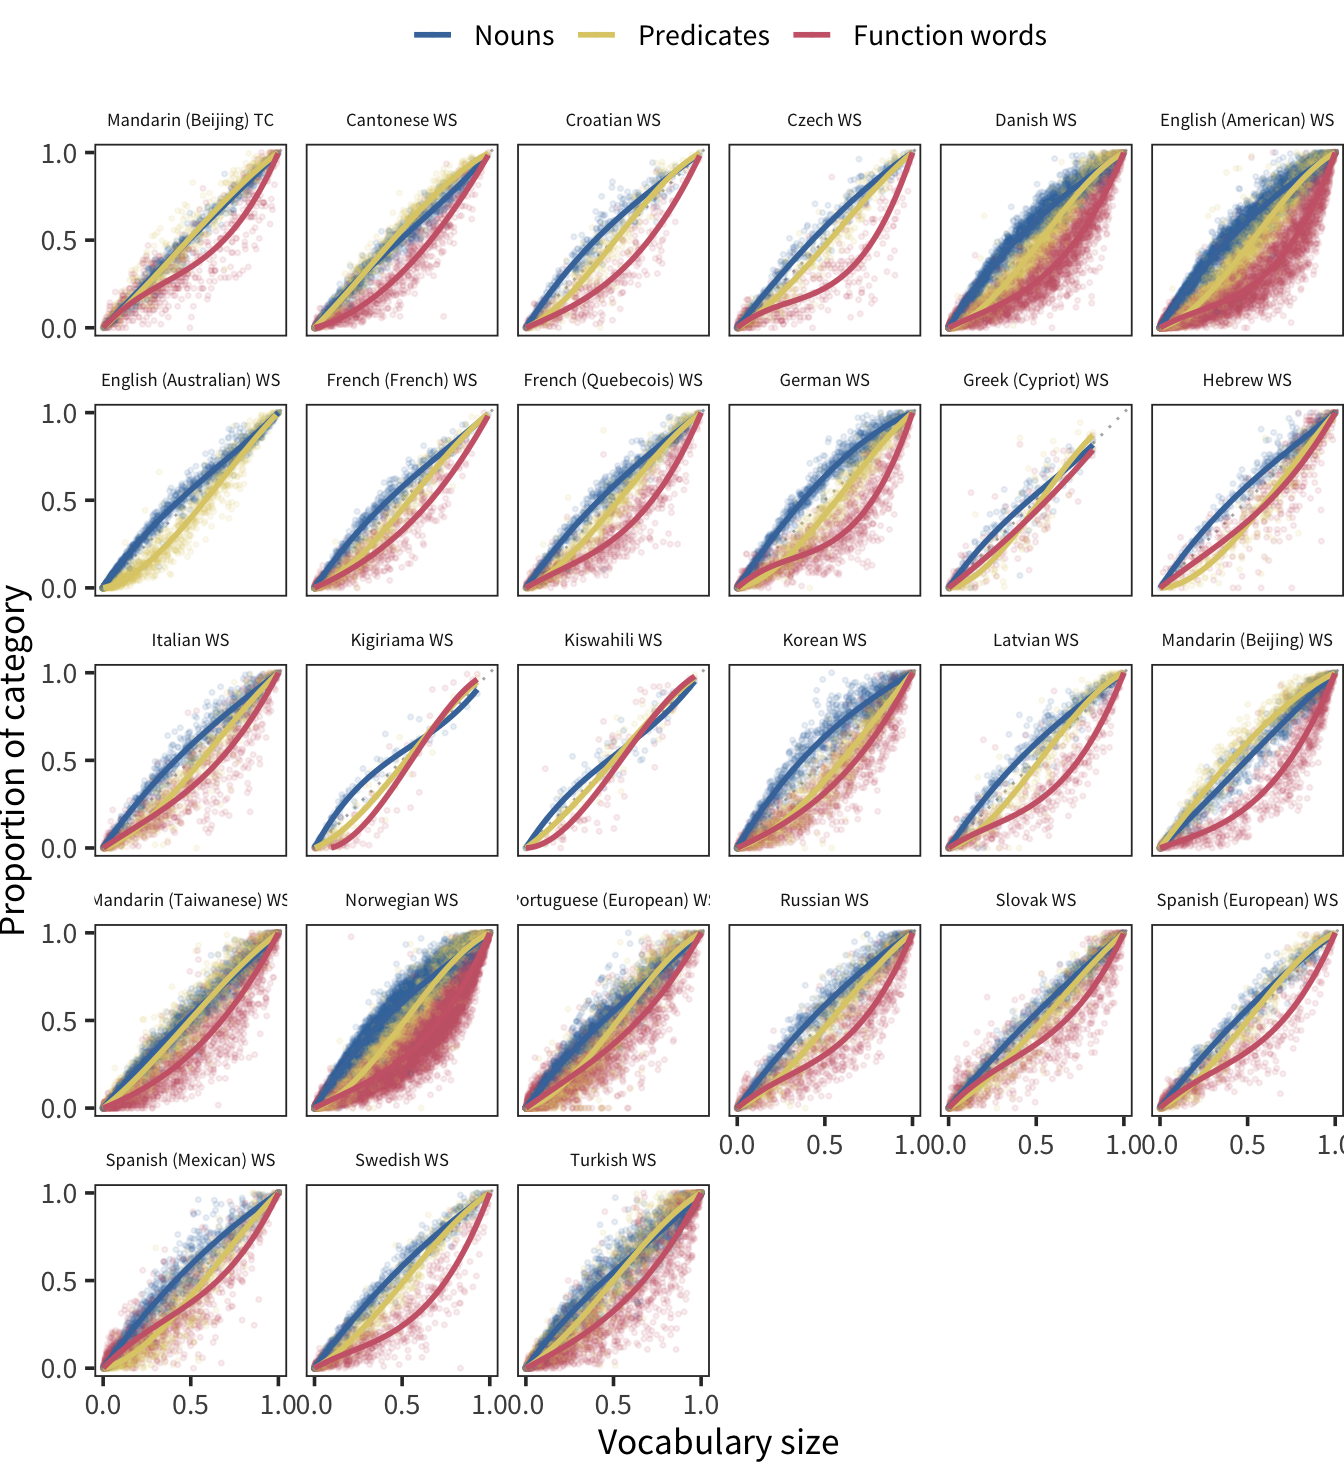 Nouns Predicates Function words
Mandarin (Beijing) TC Cantonese WS Croatian WS Czech WS Danish WS English (American) WS
1.0
0.5
0.0
English (Australian) WS French (French) WS French (Quebecois) WS German WS Greek (Cypriot) WS Hebrew WS
1.0
0.5
0.0
Italian WS Kigiriama WS Kiswahili WS Korean WS Latvian WS Mandarin (Beijing) WS
1.0
0.5
0.0
Proportion of category
Mandarin (Taiwanese) WS Norwegian WS Portuguese (European) WS Russian WS Slovak WS Spanish (European) WS
1.0
0.5
0.0
0.0 0.5 1.0 0.0 0.5 1.0 0.0 0.5 1.0
Spanish (Mexican) WS Swedish WS Turkish WS
1.0
0.5
0.0
0.0 0.5 1.0 0.0 0.5 1.0 0.0 0.5 1.0
Vocabulary size